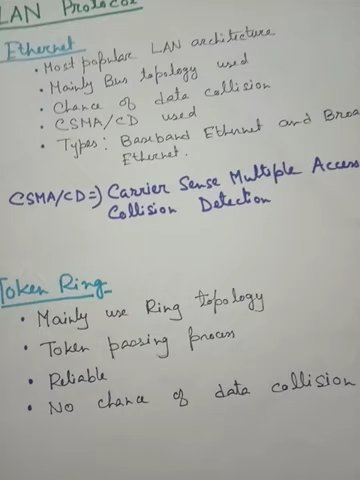 LAN Protocol
Ethernet
• Most popular LAN architecture
• Mainly Bus topology used
• Chance of data collision
• CSMA/CD used
• Types: Baseband Ethernet and Broa
Ethernet.
CSMA/CD => Carrier Sense Multiple Access
Collision Detection
Token Ring
• Mainly use Ring topology
• Token passing process
• Reliable
• No chance of data collision